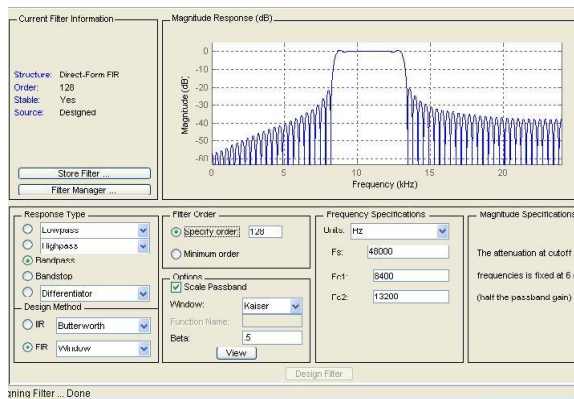 Current Filter Information
Structure: Direct-Form FIR
Order: 128
Stable: Yes
Source: Designed
Store Filter ...
Filter Manager ...
Magnitude Response (dB)
Magnitude (dB)
0
-10
-20
-30
-40
-50
-60
0
5
10
15
20
Frequency (kHz)
Response Type
Lowpass
Highpass
Bandpass
Bandstop
Differentiator
Design Method
IIR Butterworth
FIR Window
Filter Order
Specify order: 128
Minimum order
Options
Scale Passband
Window: Kaiser
Function Name:
Beta: .5
View
Frequency Specifications
Units: Hz
Fs: 48000
Fc1: 8400
Fc2: 13200
Magnitude Specifications
The attenuation at cutoff
frequencies is fixed at 6
(half the passband gain)
Design Filter
gning Filter ... Done